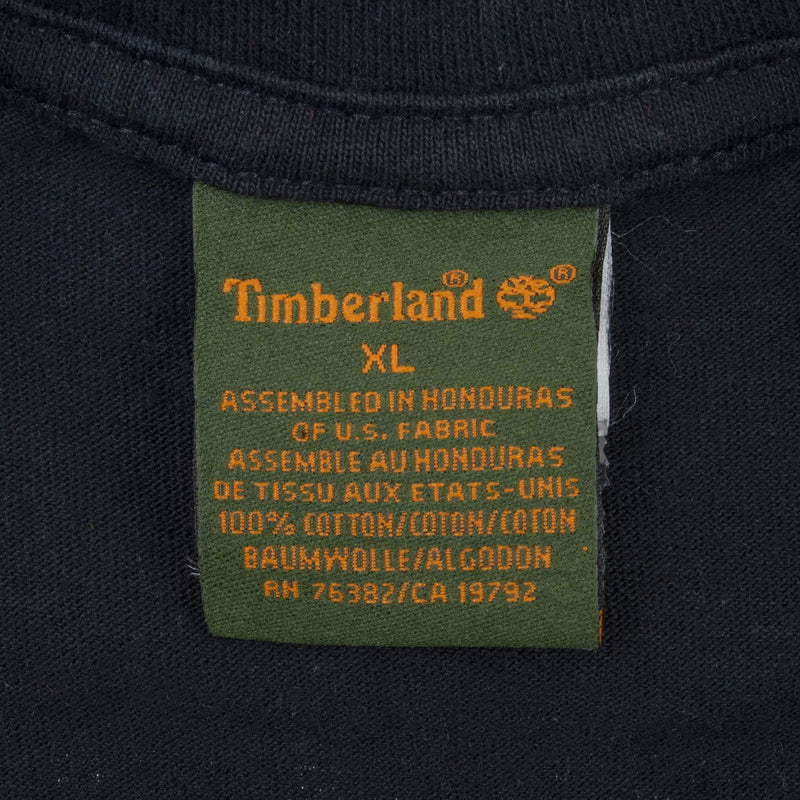 Timberland® ®
XL
ASSEMBLED IN HONDURAS
OF U.S. FABRIC
ASSEMBLE AU HONDURAS
DE TISSU AUX ETATS-UNIS
100% COTTON/COTON/COTON
BAUMWOLLE/ALGODON
RN 76382/CA 19792